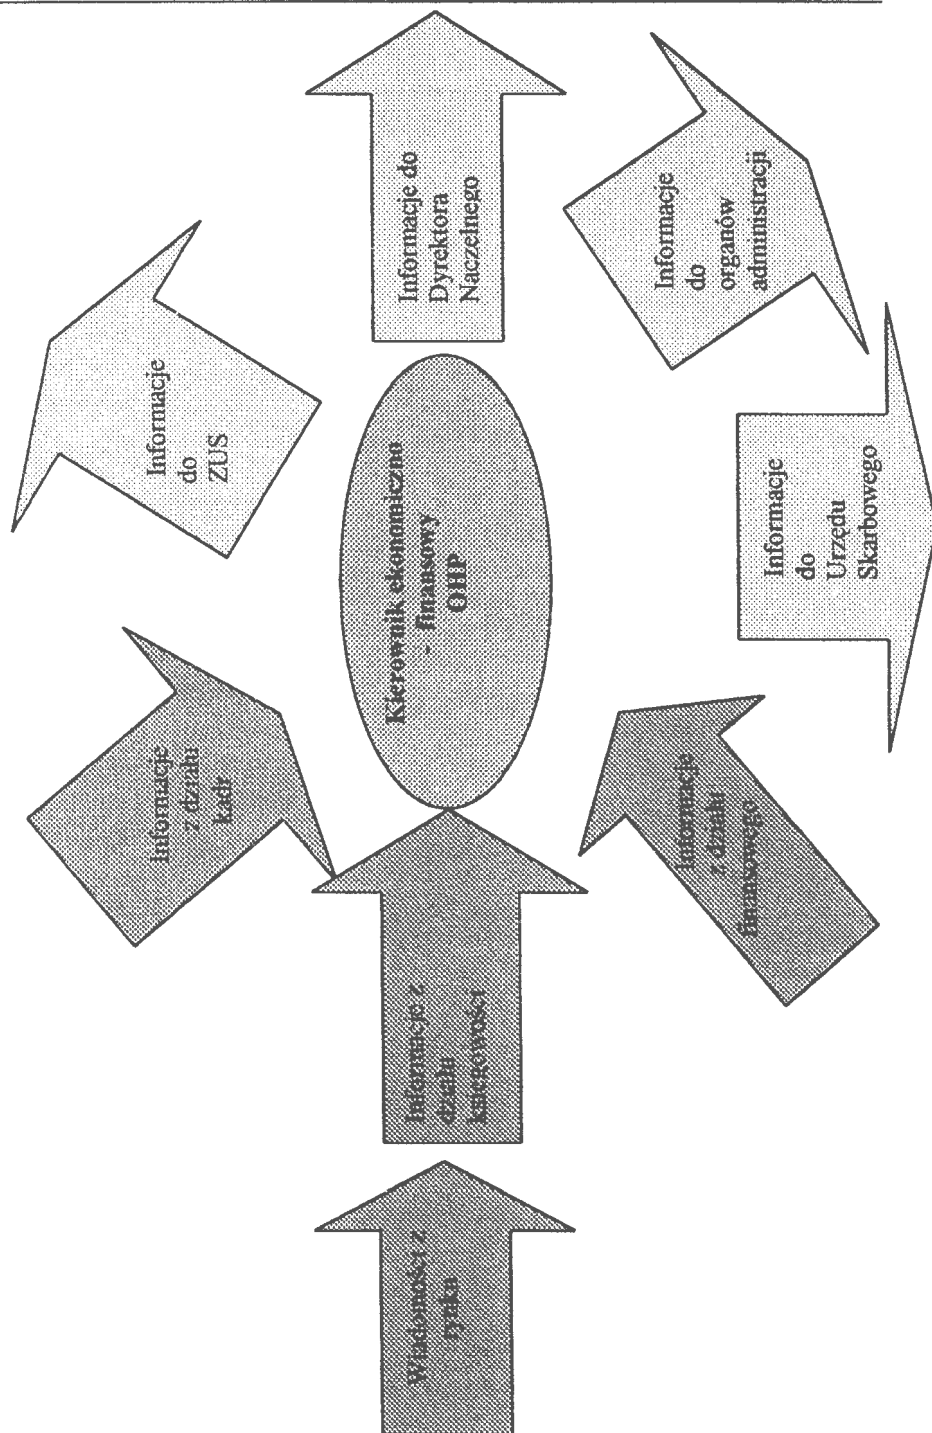 Wiadomości z
rynku
Informacje z
działu
księgowości
Informacje
z działu
kadr
Informacje
z działu
finansowego
Kierownik ekonomiczno
- finansowy
OHP
Informacje
do
ZUS
Informacje do
Dyrektora
Naczelnego
Informacje
do
organów
administracji
Informacje
do
Urzędu
Skarbowego